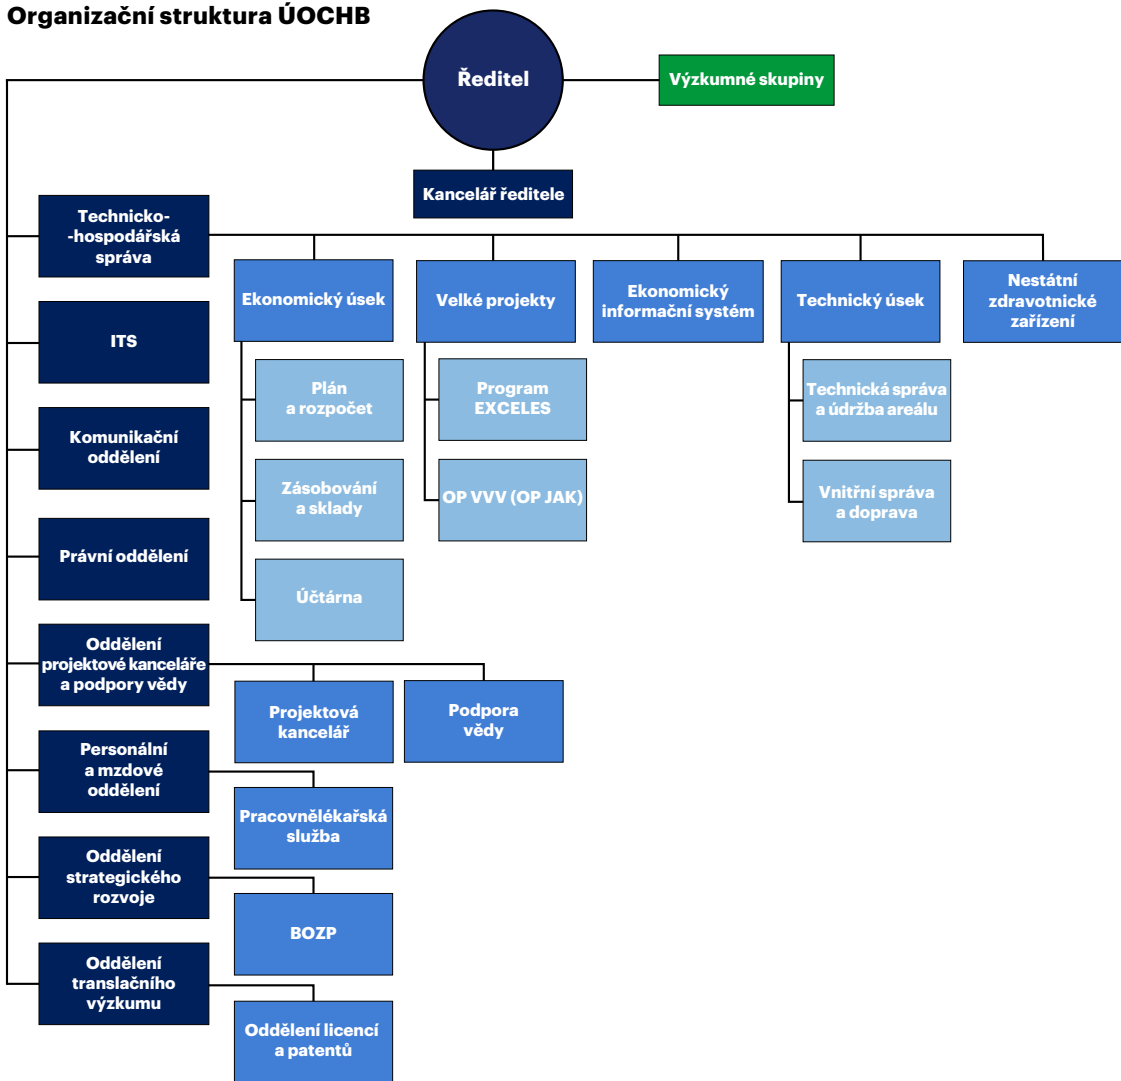 Organizační struktura ÚOCHB
Ředitel
Výzkumné skupiny
Kancelář ředitele
Technicko-
-hospodářská
správa
Ekonomický úsek
Velké projekty
Ekonomický
informační systém
Technický úsek
Nestátní
zdravotnické
zařízení
ITS
Plán
a rozpočet
Program
EXCELES
Technická správa
a údržba areálu
Komunikační
oddělení
Zásobování
a sklady
OP VVV (OP JAK)
Vnitřní správa
a doprava
Právní oddělení
Účtárna
Oddělení
projektové kanceláře
a podpory vědy
Projektová
kancelář
Podpora
vědy
Personální
a mzdové
oddělení
Pracovnělékařská
služba
Oddělení
strategického
rozvoje
BOZP
Oddělení
translačního
výzkumu
Oddělení licencí
a patentů